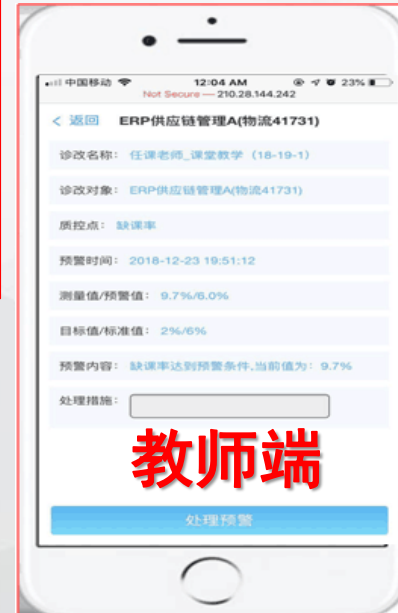 中国移动 12:04 AM 23%
Not Secure — 210.28.144.242
< 返回 ERP供应链管理A(物流41731)
诊改名称: 任课老师_课堂教学 (18-19-1)
诊改对象: ERP供应链管理A(物流41731)
质控点: 缺课率
预警时间: 2018-12-23 19:51:12
测量值/预警值: 9.7%/6.0%
目标值/标准值: 2%/6%
预警内容: 缺课率达到预警条件,当前值为: 9.7%
处理措施:
教师端
处理预警